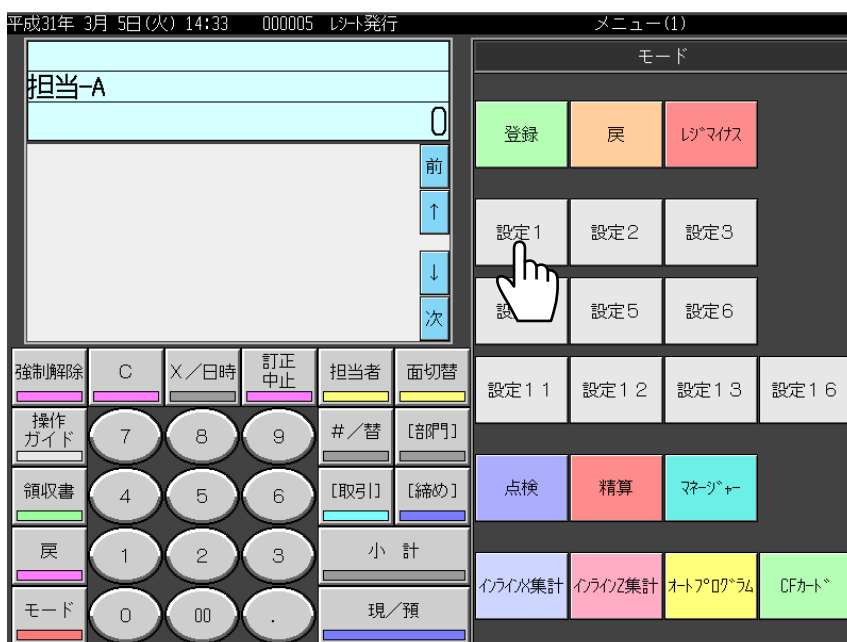 平成31年 3月 5日(火) 14:33 000005 ﾚｼｰﾄ発行 メニュー(1)
担当-A
0
前
↑
↓
次
強制解除 C X／日時 訂正中止 担当者 面切替
操作ガイド 7 8 9 #／替 [部門]
領収書 4 5 6 [取引] [締め]
戻 1 2 3 小 計
モード 0 00 . 現／預
モード
登録 戻 ﾚｼﾞﾏｲﾅｽ
設定1 設定2 設定3
設 設定5 設定6
設定11 設定12 設定13 設定16
点検 精算 ﾏﾈｰｼﾞｬｰ
ｲﾝﾗｲﾝX集計 ｲﾝﾗｲﾝZ集計 ｵｰﾄﾌﾟﾛｸﾞﾗﾑ CFｶｰﾄﾞ